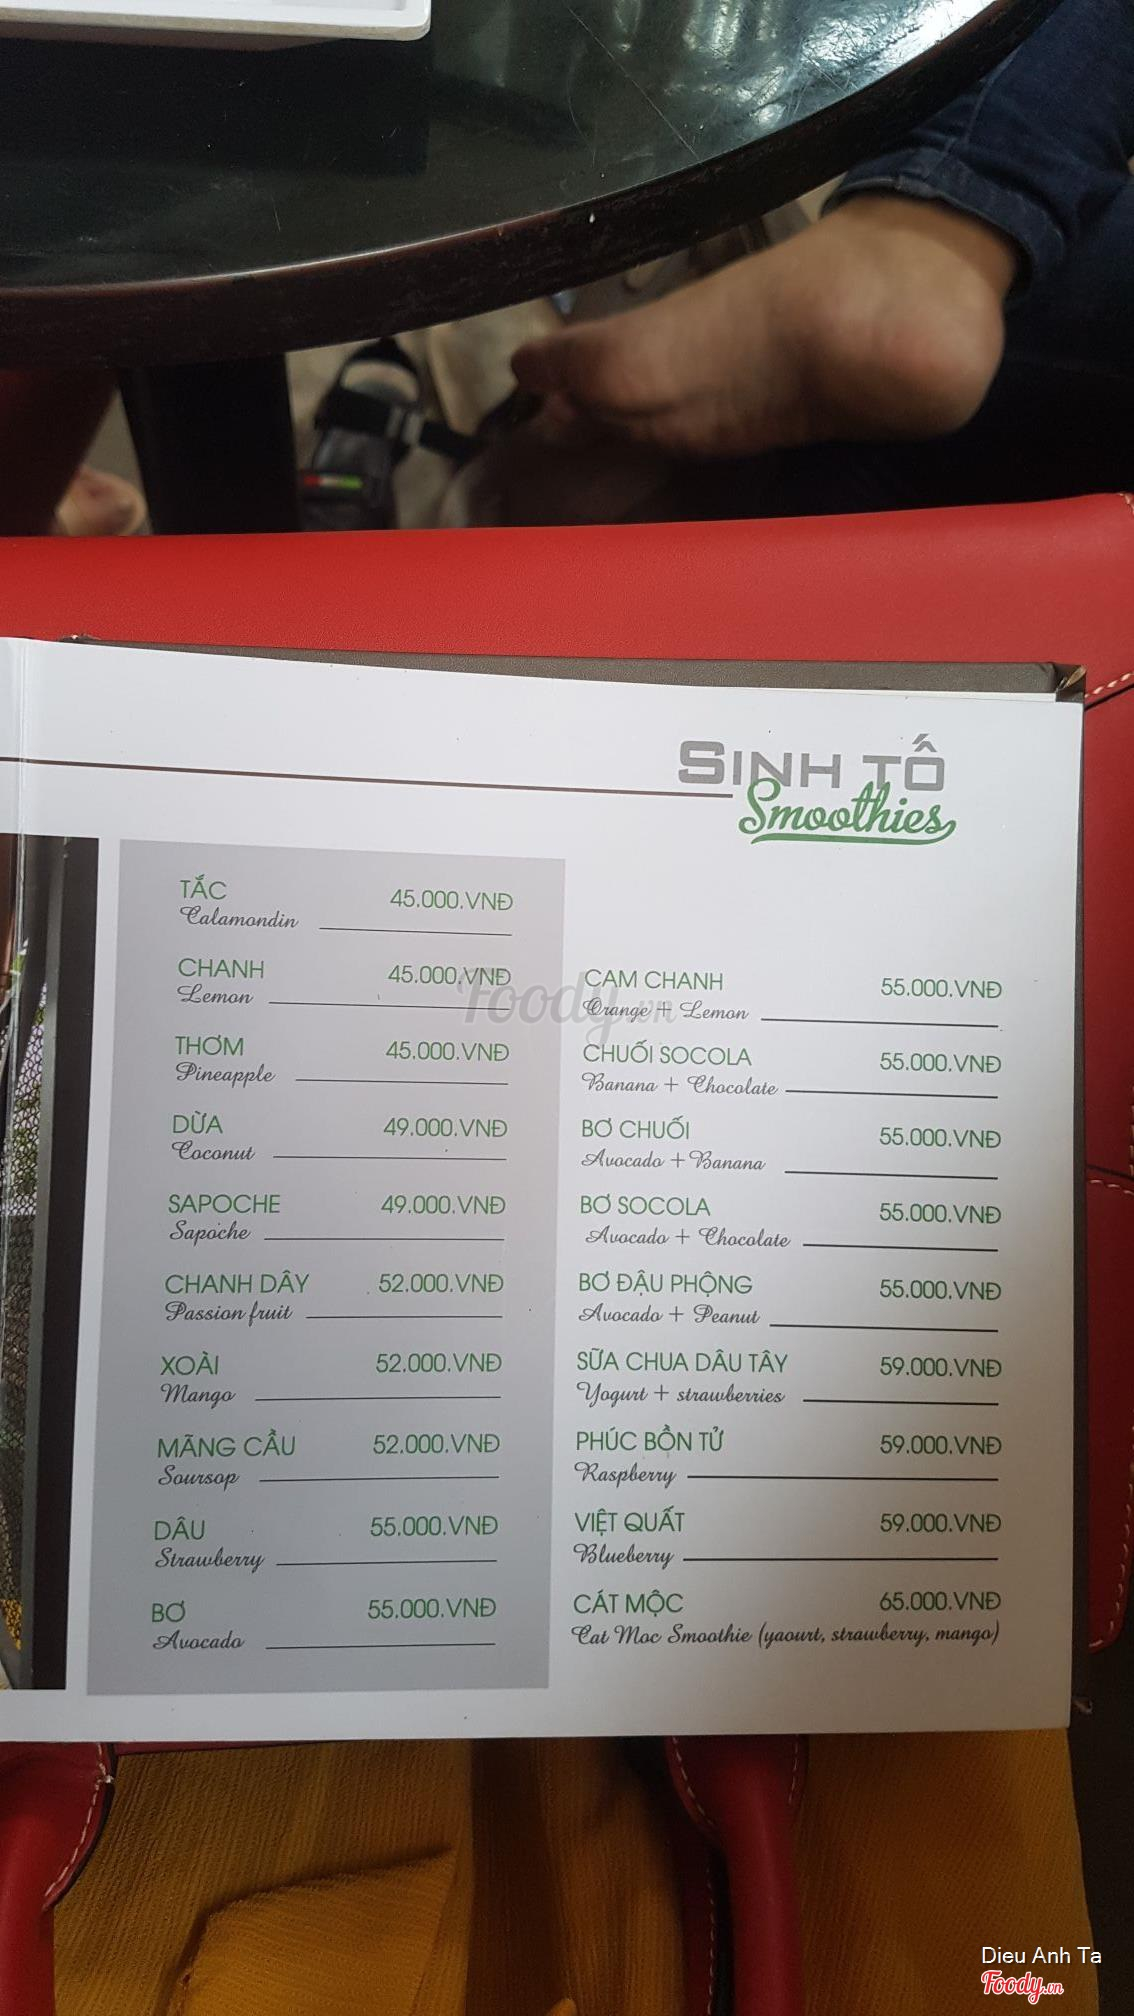 SINH TỐ
Smoothies
TẮC 45.000.VNĐ
Calamondin
CHANH 45.000.VNĐ
Lemon
THƠM 45.000.VNĐ
Pineapple
DỪA 49.000.VNĐ
Coconut
SAPOCHE 49.000.VNĐ
Sapoche
CHANH DÂY 52.000.VNĐ
Passion fruit
XOÀI 52.000.VNĐ
Mango
MÃNG CẦU 52.000.VNĐ
Soursop
DÂU 55.000.VNĐ
Strawberry
BƠ 55.000.VNĐ
Avocado
CAM CHANH 55.000.VNĐ
Orange + Lemon
CHUỐI SOCOLA 55.000.VNĐ
Banana + Chocolate
BƠ CHUỐI 55.000.VNĐ
Avocado + Banana
BƠ SOCOLA 55.000.VNĐ
Avocado + Chocolate
BƠ ĐẬU PHỘNG 55.000.VNĐ
Avocado + Peanut
SỮA CHUA DÂU TÂY 59.000.VNĐ
Yogurt + strawberries
PHÚC BỒN TỬ 59.000.VNĐ
Raspberry
VIỆT QUẤT 59.000.VNĐ
Blueberry
CÁT MỘC 65.000.VNĐ
Cat Moc Smoothie (yaourt, strawberry, mango)
Foody.vn
Dieu Anh Ta
Foody.vn